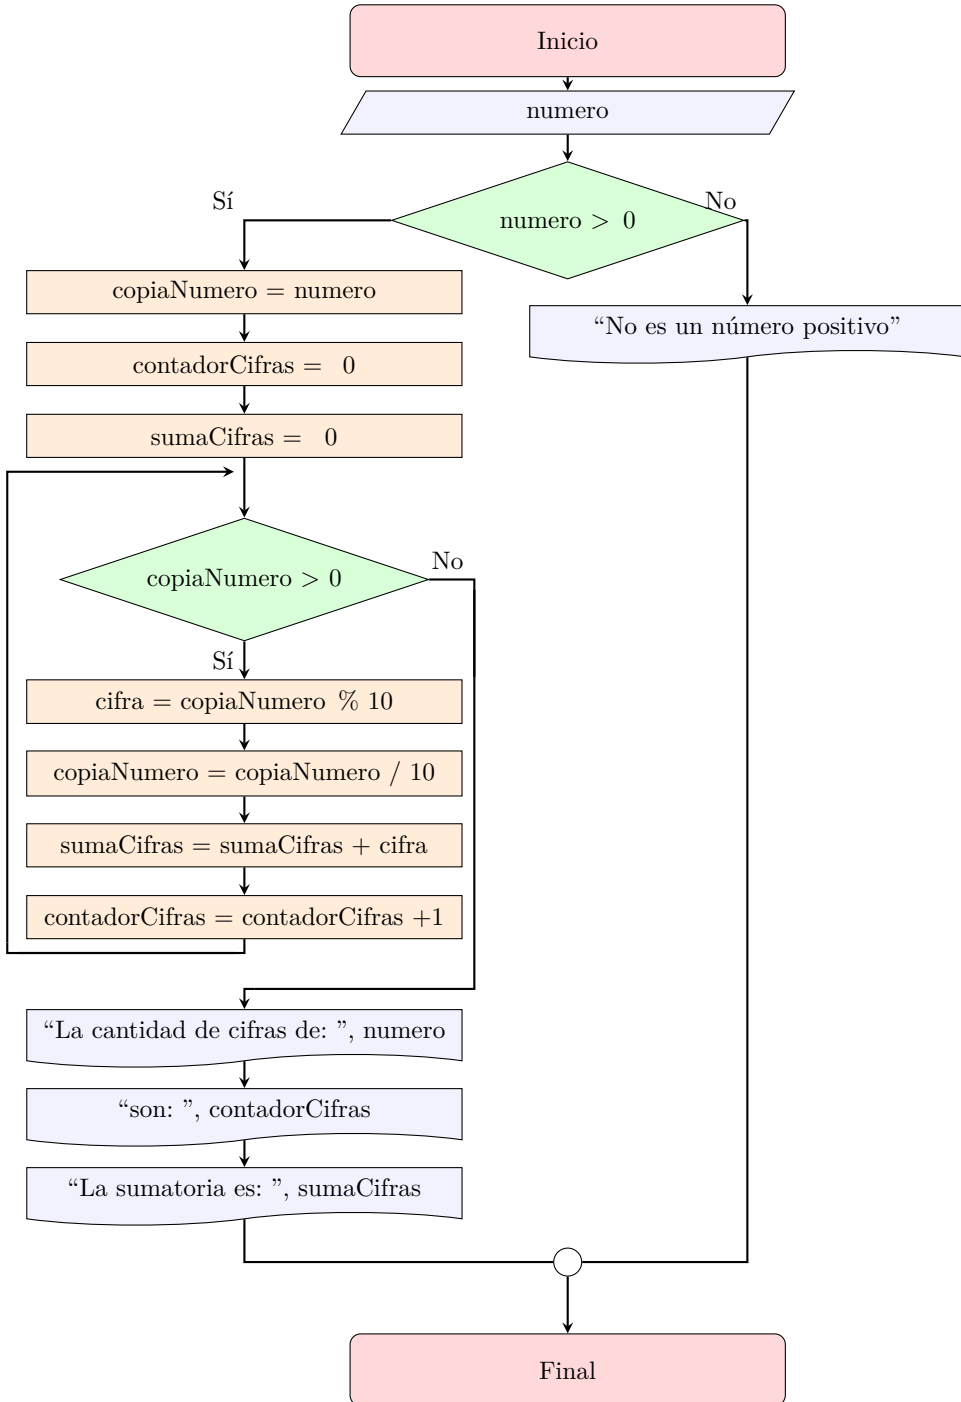 Inicio
numero
numero > 0
Sí
No
copiaNumero = numero
“No es un número positivo”
contadorCifras = 0
sumaCifras = 0
copiaNumero > 0
No
Sí
cifra = copiaNumero % 10
copiaNumero = copiaNumero / 10
sumaCifras = sumaCifras + cifra
contadorCifras = contadorCifras +1
“La cantidad de cifras de: ”, numero
“son: ”, contadorCifras
“La sumatoria es: ”, sumaCifras
Final